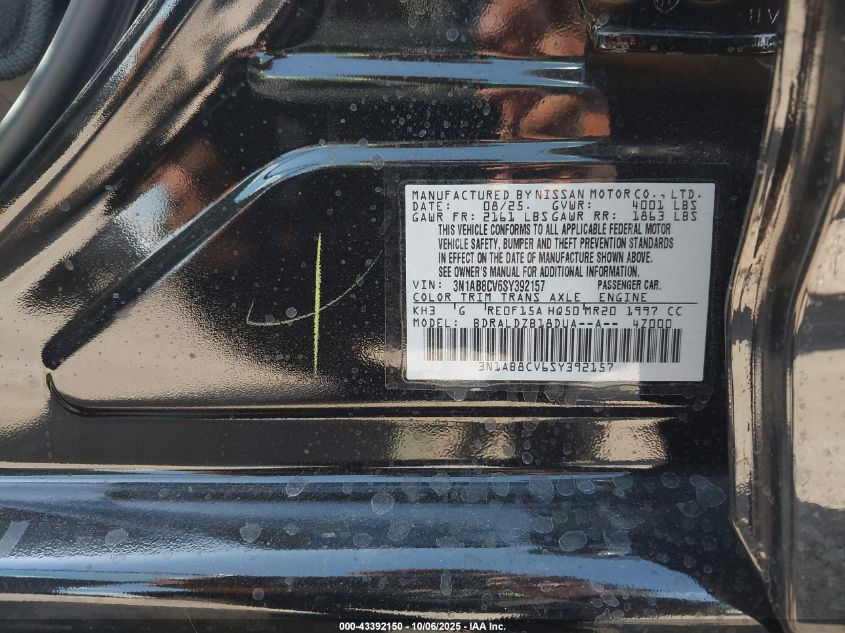 AB
MANUFACTURED BY NISSAN MOTOR CO., LTD.
DATE: 08/25. GVWR: 4001 LBS
GAWR FR: 2161 LBS GAWR RR: 1863 LBS
THIS VEHICLE CONFORMS TO ALL APPLICABLE FEDERAL MOTOR
VEHICLE SAFETY, BUMPER AND THEFT PREVENTION STANDARDS
IN EFFECT ON THE DATE OF MANUFACTURE SHOWN ABOVE.
SEE OWNER'S MANUAL FOR ADDITIONAL INFORMATION.
VIN: 3N1AB8CV6SY392157 PASSENGER CAR.
COLOR TRIM TRANS AXLE ENGINE
KH3 G RE0F15A HQ50 MR20 1997 CC
MODEL: BDRALDZB18DUA--A-- 4Z000
3N1AB8CV6SY392157
000-43392150 - 10/06/2025 - IAA Inc.